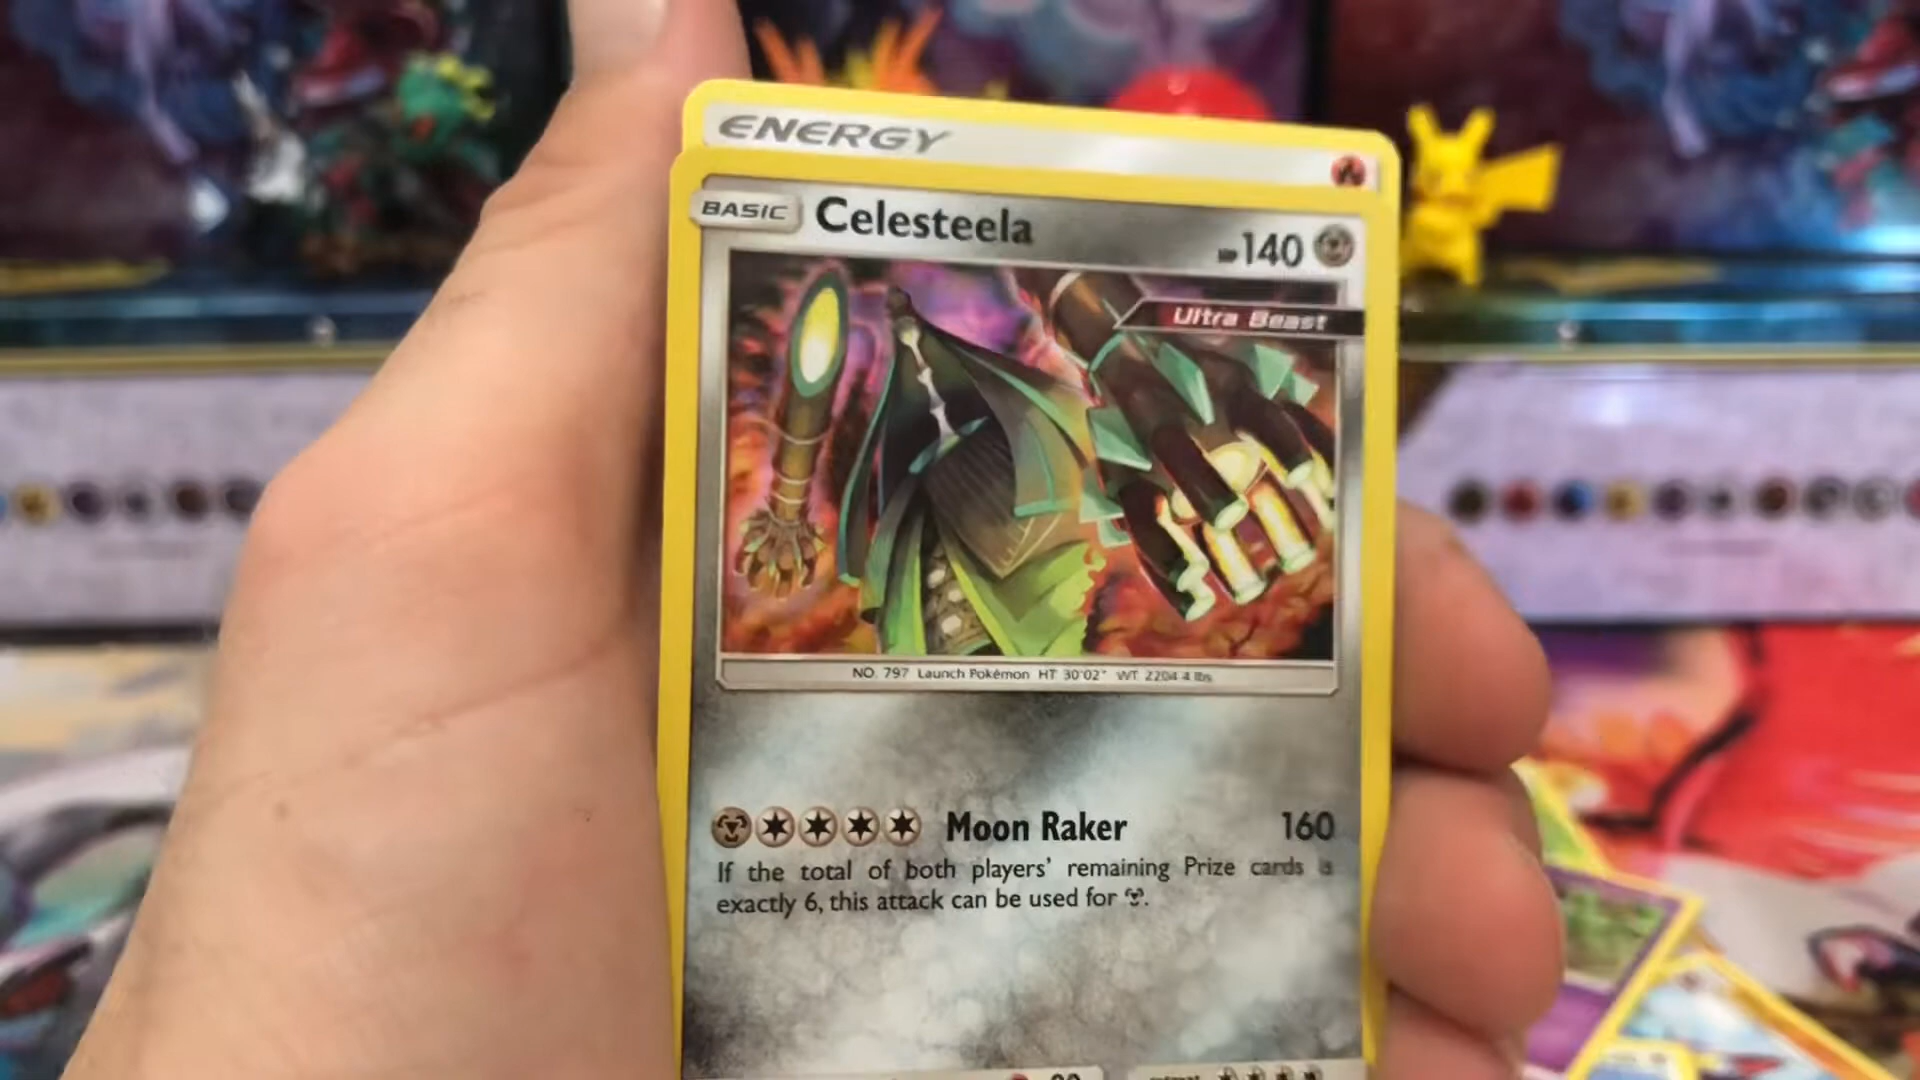 ENERGY
BASIC Celesteela 140
Ultra Beast
NO. 797 Launch Pokémon HT 30'02" WT 2204.4 lbs
Moon Raker 160
If the total of both players' remaining Prize cards is
exactly 6, this attack can be used for